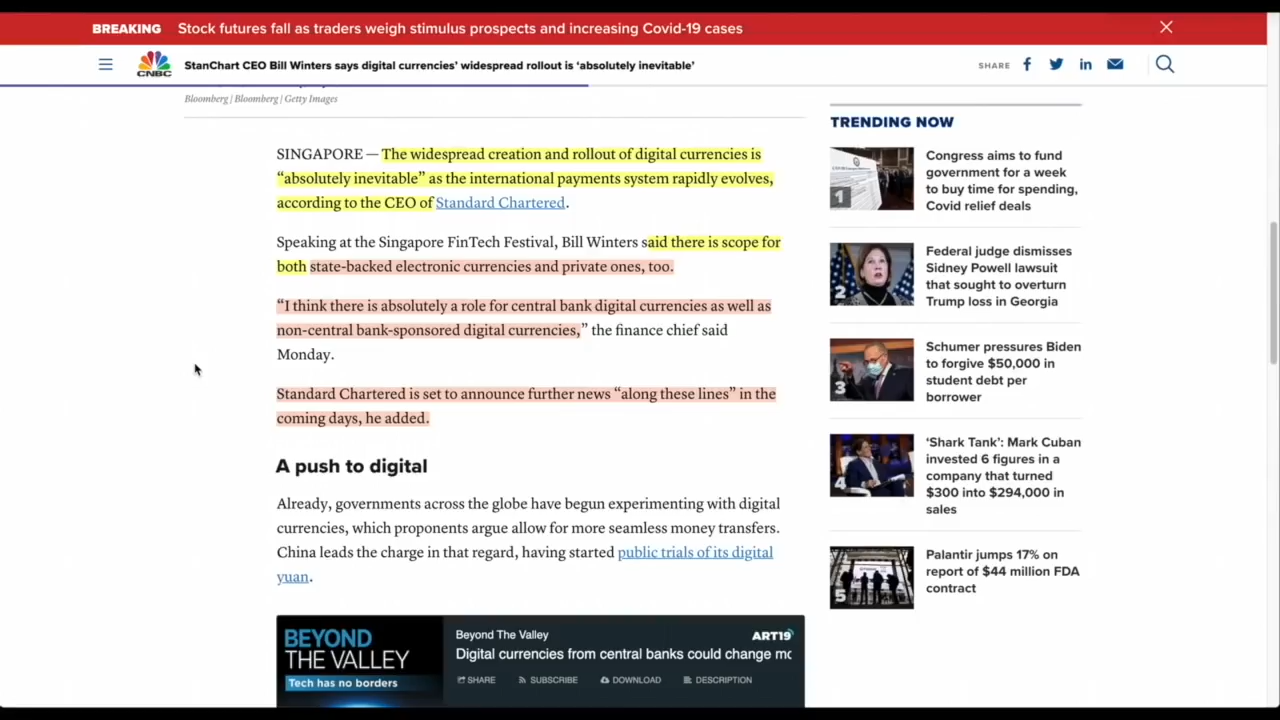 BREAKING Stock futures fall as traders weigh stimulus prospects and increasing Covid-19 cases
CNBC
StanChart CEO Bill Winters says digital currencies’ widespread rollout is ‘absolutely inevitable’
SHARE
Bloomberg | Bloomberg | Getty Images
SINGAPORE — The widespread creation and rollout of digital currencies is
“absolutely inevitable” as the international payments system rapidly evolves,
according to the CEO of Standard Chartered.
Speaking at the Singapore FinTech Festival, Bill Winters said there is scope for
both state-backed electronic currencies and private ones, too.
“I think there is absolutely a role for central bank digital currencies as well as
non-central bank-sponsored digital currencies,” the finance chief said
Monday.
Standard Chartered is set to announce further news “along these lines” in the
coming days, he added.
A push to digital
Already, governments across the globe have begun experimenting with digital
currencies, which proponents argue allow for more seamless money transfers.
China leads the charge in that regard, having started public trials of its digital
yuan.
BEYOND
THE VALLEY
Tech has no borders
Beyond The Valley
ART19
Digital currencies from central banks could change mo
SHARE
SUBSCRIBE
DOWNLOAD
DESCRIPTION
TRENDING NOW
1
Congress aims to fund
government for a week
to buy time for spending,
Covid relief deals
2
Federal judge dismisses
Sidney Powell lawsuit
that sought to overturn
Trump loss in Georgia
3
Schumer pressures Biden
to forgive $50,000 in
student debt per
borrower
4
‘Shark Tank’: Mark Cuban
invested 6 figures in a
company that turned
$300 into $294,000 in
sales
5
Palantir jumps 17% on
report of $44 million FDA
contract